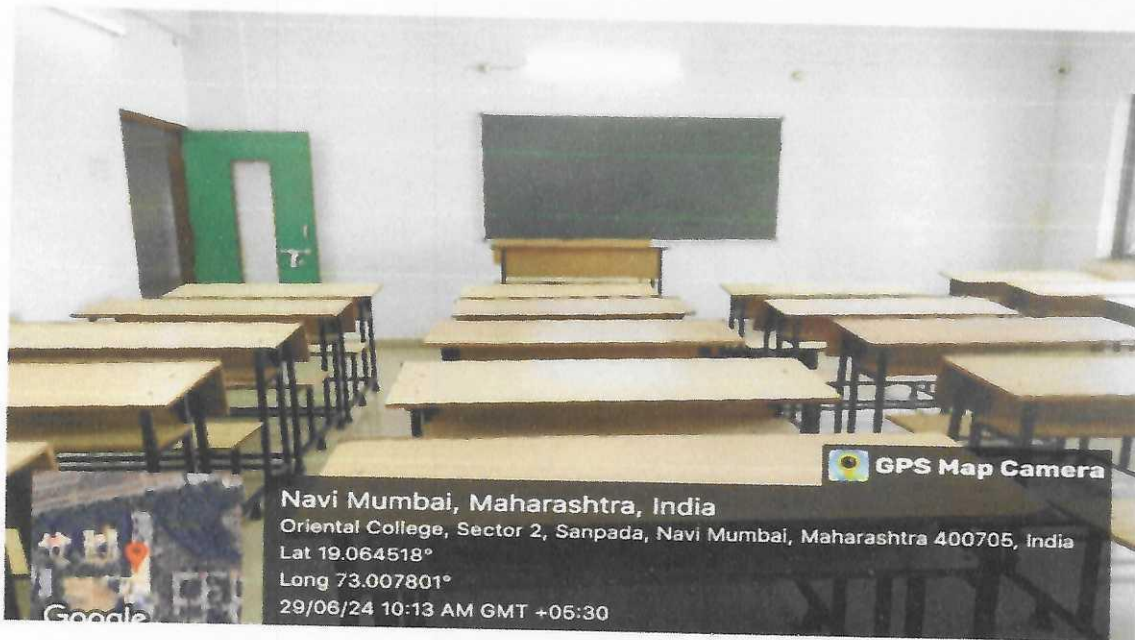 GPS Map Camera
Navi Mumbai, Maharashtra, India
Oriental College, Sector 2, Sanpada, Navi Mumbai, Maharashtra 400705, India
Lat 19.064518°
Long 73.007801°
29/06/24 10:13 AM GMT +05:30
Google